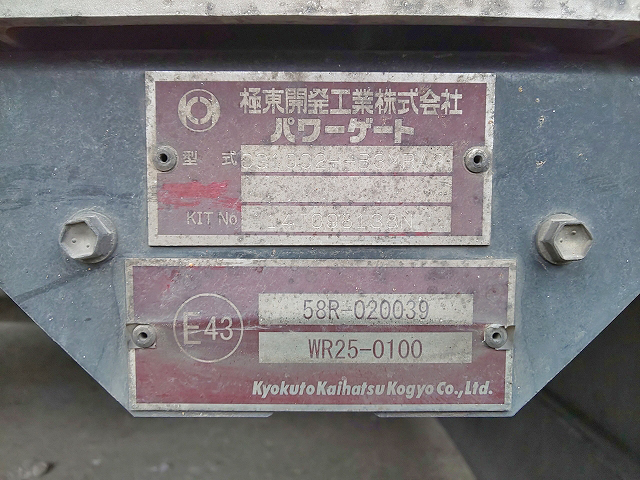 極東開発工業株式会社
パワーゲート
型 式
KIT No
E43
58R-020039
WR25-0100
Kyokuto Kaihatsu Kogyo Co., Ltd.